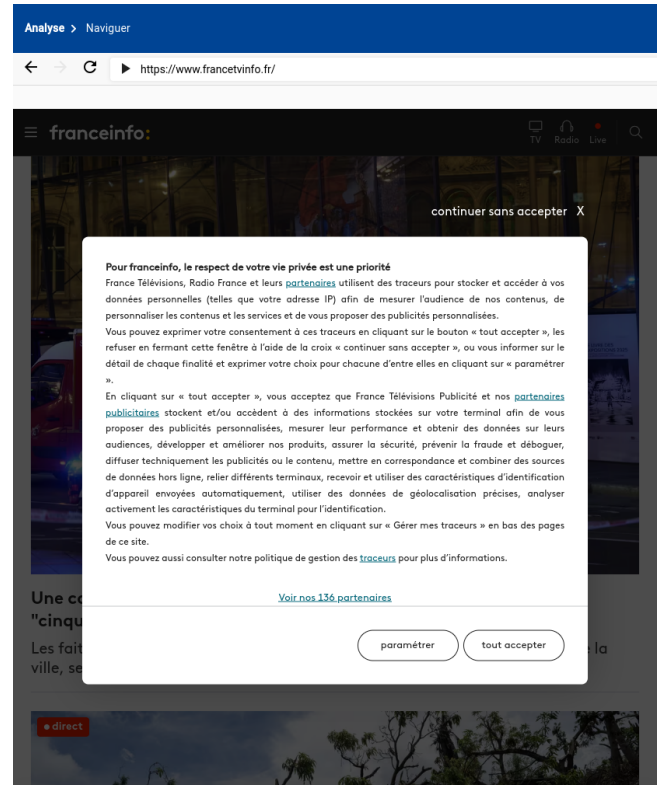 Analyse > Naviguer
https://www.francetvinfo.fr/
franceinfo:
TV Radio Live
continuer sans accepter X
Pour franceinfo, le respect de votre vie privée est une priorité
France Télévisions, Radio France et leurs partenaires utilisent des traceurs pour stocker et accéder à vos
données personnelles (telles que votre adresse IP) afin de mesurer l'audience de nos contenus, de
personnaliser les contenus et les services et de vous proposer des publicités personnalisées.
Vous pouvez exprimer votre consentement à ces traceurs en cliquant sur le bouton « tout accepter », les
refuser en fermant cette fenêtre à l'aide de la croix « continuer sans accepter », ou vous informer sur le
détail de chaque finalité et exprimer votre choix pour chacune d'entre elles en cliquant sur « paramétrer
».
En cliquant sur « tout accepter », vous acceptez que France Télévisions Publicité et nos partenaires
publicitaires stockent et/ou accèdent à des informations stockées sur votre terminal afin de vous
proposer des publicités personnalisées, mesurer leur performance et obtenir des données sur leurs
audiences, développer et améliorer nos produits, assurer la sécurité, prévenir la fraude et déboguer,
diffuser techniquement les publicités ou le contenu, mettre en correspondance et combiner des sources
de données hors ligne, relier différents terminaux, recevoir et utiliser des caractéristiques d'identification
d'appareil envoyées automatiquement, utiliser des données de géolocalisation précises, analyser
activement les caractéristiques du terminal pour l'identification.
Vous pouvez modifier vos choix à tout moment en cliquant sur « Gérer mes traceurs » en bas des pages
de ce site.
Vous pouvez aussi consulter notre politique de gestion des traceurs pour plus d'informations.
Voir nos 136 partenaires
paramétrer tout accepter
Une
"cinqu
Les fait la
ville, se
direct